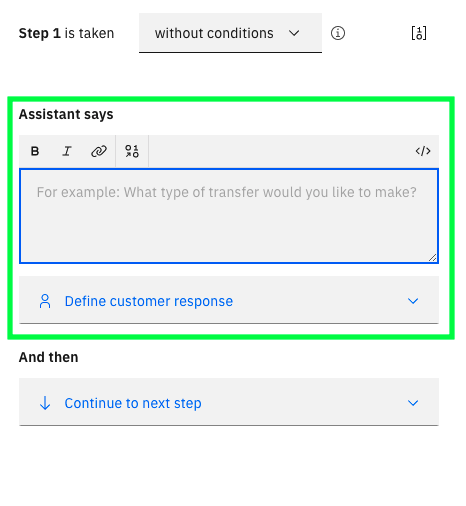 Step 1 is taken without conditions
Assistant says
B I </>
For example: What type of transfer would you like to make?
Define customer response
And then
Continue to next step